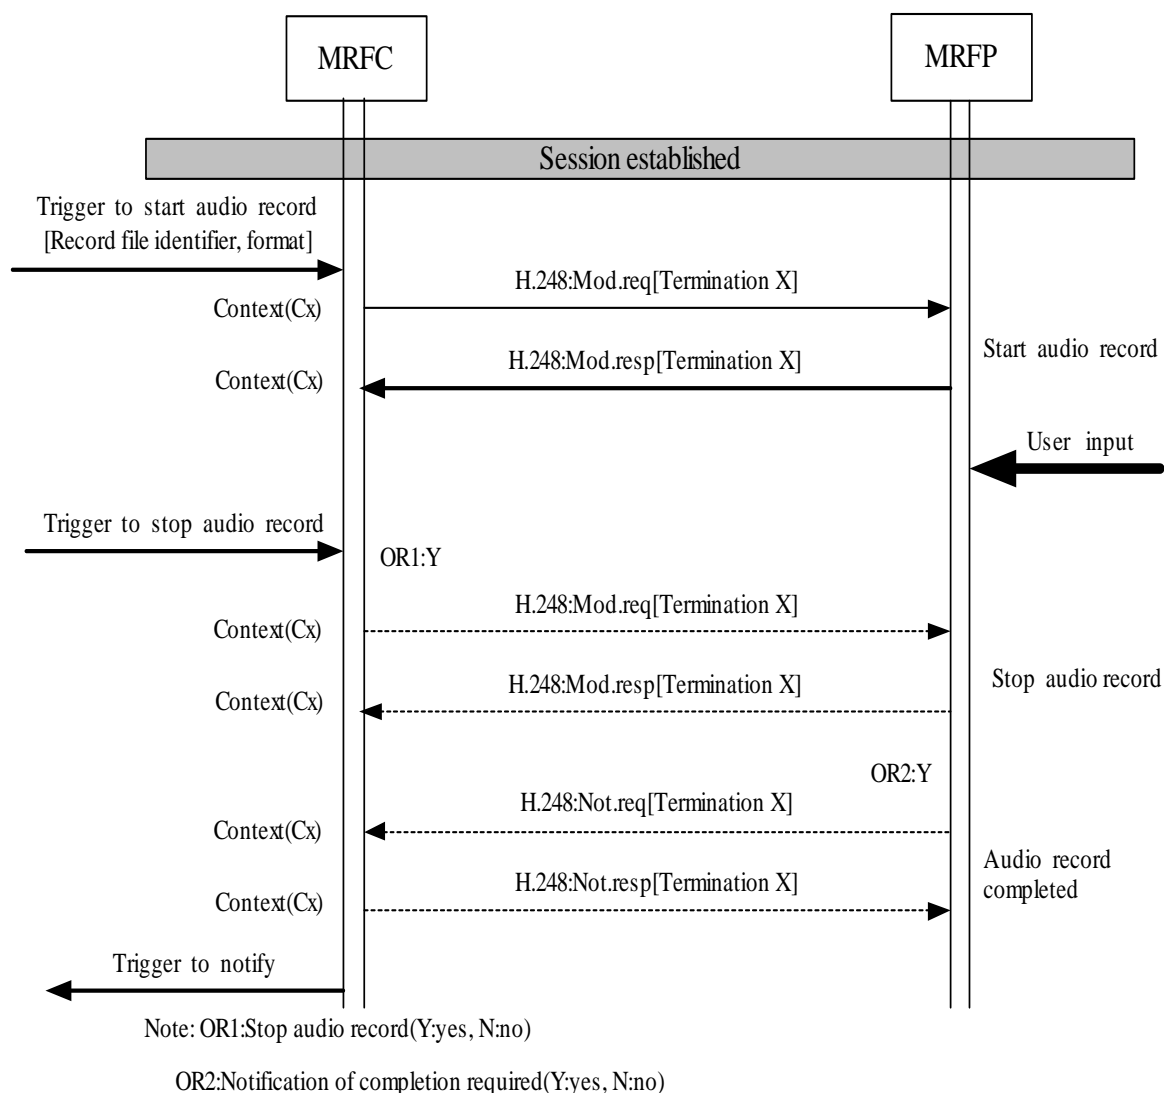 MRFC
MRFP
Session established
Trigger to start audio record
[Record file identifier, format]
H.248:Mod.req[Termination X]
Context(Cx)
Start audio record
H.248:Mod.resp[Termination X]
Context(Cx)
User input
Trigger to stop audio record
OR1:Y
H.248:Mod.req[Termination X]
Context(Cx)
H.248:Mod.resp[Termination X]
Stop audio record
Context(Cx)
OR2:Y
H.248:Not.req[Termination X]
Context(Cx)
Audio record
completed
H.248:Not.resp[Termination X]
Context(Cx)
Trigger to notify
Note: OR1:Stop audio record(Y:yes, N:no)
OR2:Notification of completion required(Y:yes, N:no)